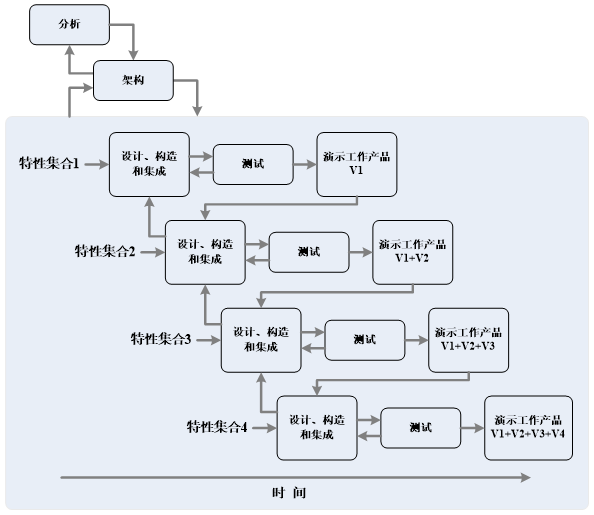 分析
架构
特性集合1
设计、构造
和集成
测试
演示工作产品
V1
特性集合2
设计、构造
和集成
测试
演示工作产品
V1+V2
特性集合3
设计、构造
和集成
测试
演示工作产品
V1+V2+V3
特性集合4
设计、构造
和集成
测试
演示工作产品
V1+V2+V3+V4
时 间